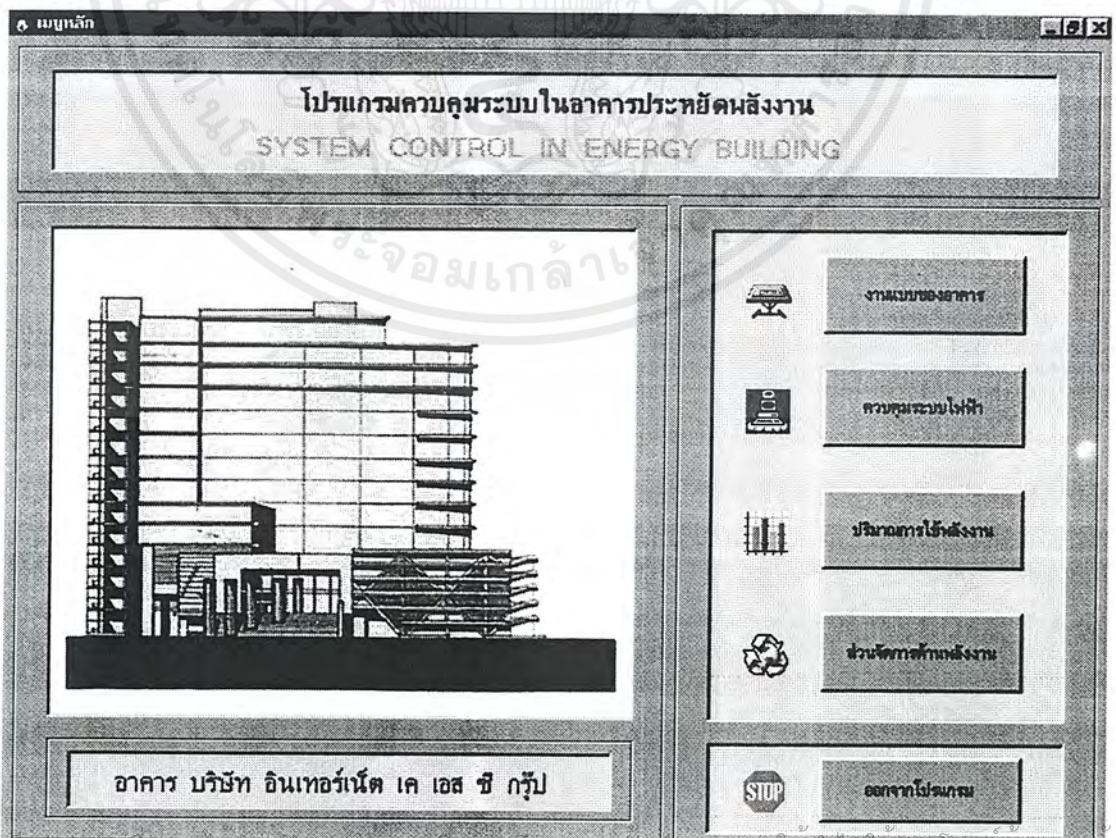 เมนูหลัก
โปรแกรมควบคุมระบบในอาคารประหยัดพลังงาน
SYSTEM CONTROL IN ENERGY BUILDING
งานแบบของอาคาร
ควบคุมระบบไฟฟ้า
ปริมาณการใช้พลังงาน
ส่วนจัดการด้านพลังงาน
อาคาร บริษัท อินเทอร์เน็ต เค เอส ซี กรุ๊ป
STOP
ออกจากโปรแกรม